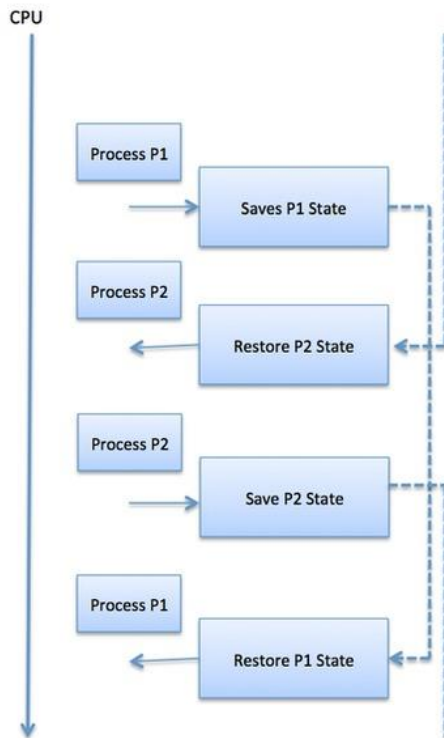 CPU
Process P1
Saves P1 State
Process P2
Restore P2 State
Process P2
Save P2 State
Process P1
Restore P1 State